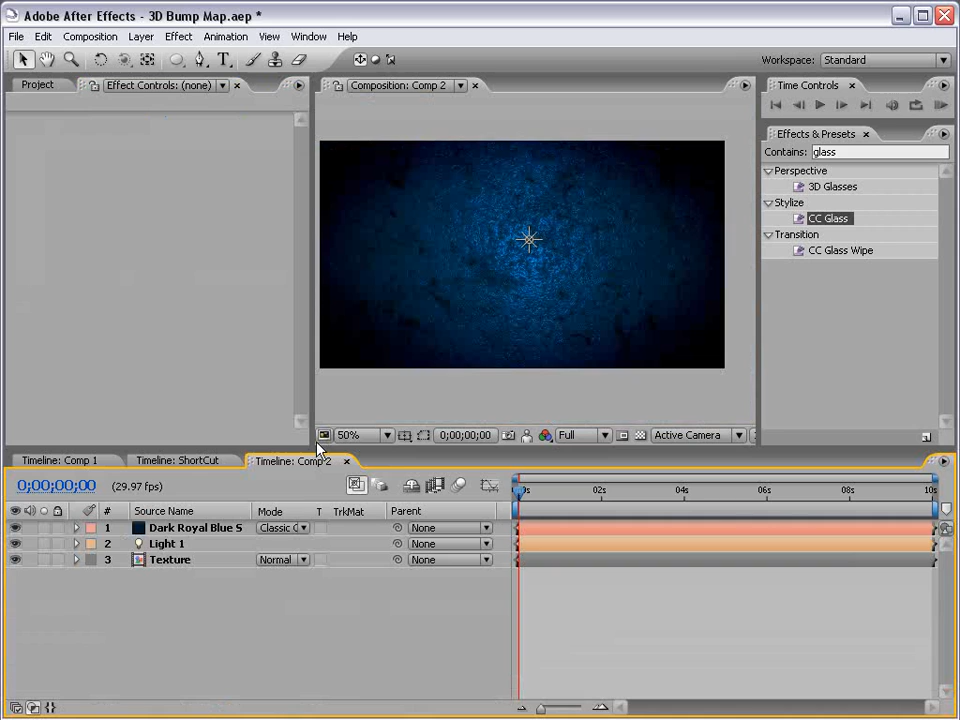 Adobe After Effects - 3D Bump Map.aep *
File Edit Composition Layer Effect Animation View Window Help
T Workspace: Standard
Project Effect Controls: (none) Composition: Comp 2 Time Controls
Effects & Presets
Contains: glass
Perspective
3D Glasses
Stylize
CC Glass
Transition
CC Glass Wipe
50% 0;00;00;00 Full Active Camera
Timeline: Comp 1 Timeline: ShortCut Timeline: Comp 2
0;00;00;00 (29.97 fps)
02s 04s 06s 08s 10s
# Source Name Mode T TrkMat Parent
1 Dark Royal Blue S Classic C None
2 Light 1 None
3 Texture Normal None